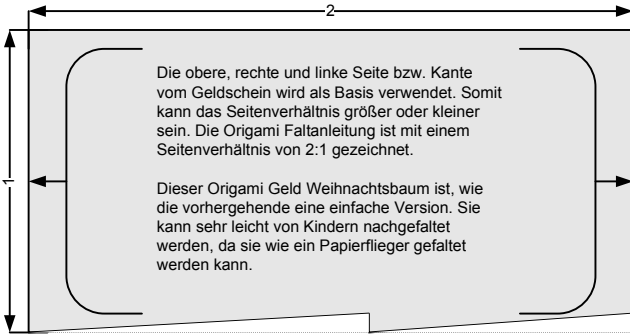 2
1
Die obere, rechte und linke Seite bzw. Kante
vom Geldschein wird als Basis verwendet. Somit
kann das Seitenverhältnis größer oder kleiner
sein. Die Origami Faltanleitung ist mit einem
Seitenverhältnis von 2:1 gezeichnet.
Dieser Origami Geld Weihnachtsbaum ist, wie
die vorhergehende eine einfache Version. Sie
kann sehr leicht von Kindern nachgefaltet
werden, da sie wie ein Papierflieger gefaltet
werden kann.